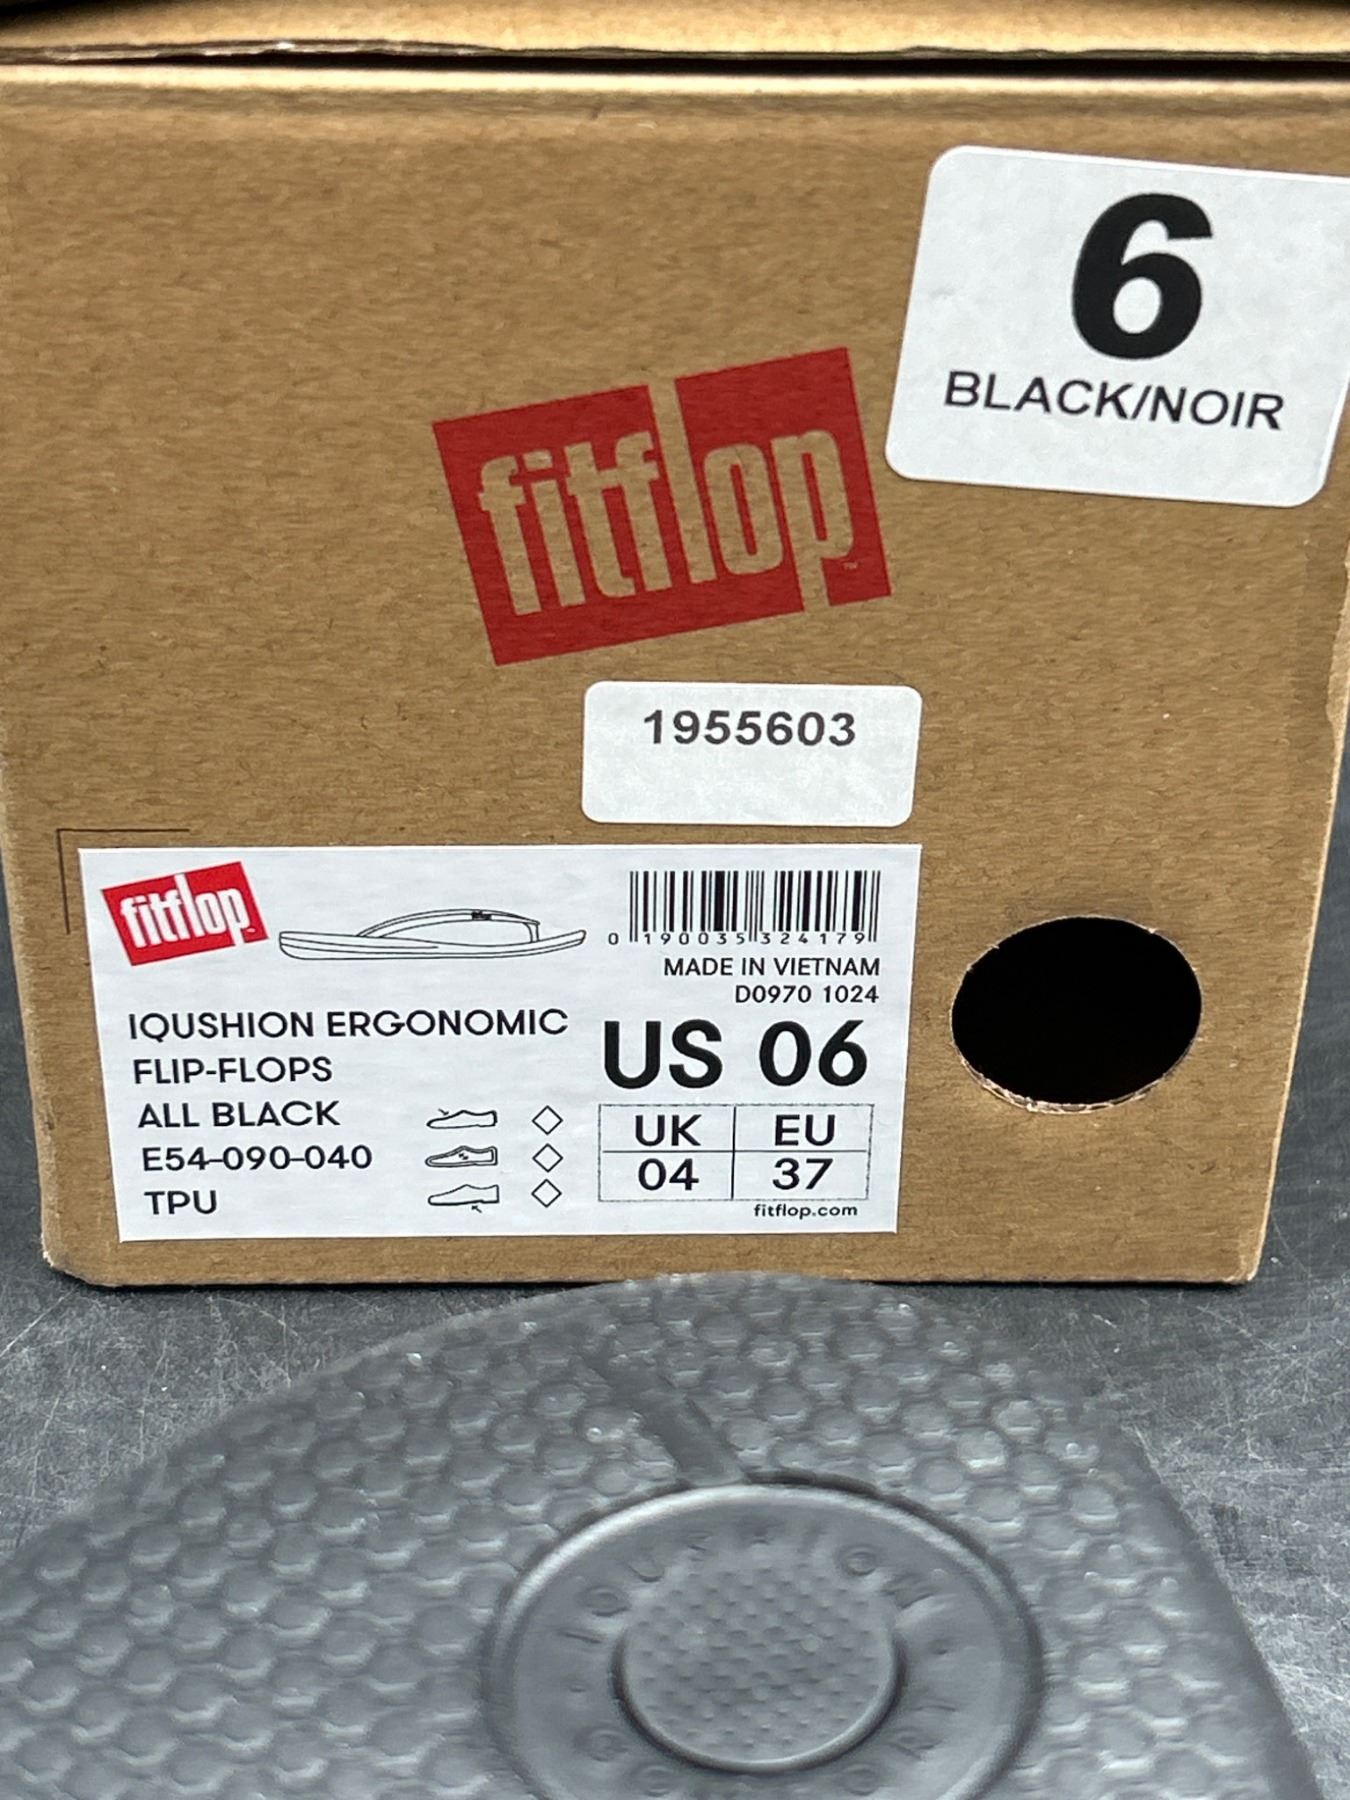 6
BLACK/NOIR
fitflop
™
1955603
fitflop
0 190035 324179
MADE IN VIETNAM
D0970 1024
IQUSHION ERGONOMIC
FLIP-FLOPS
ALL BLACK
E54-090-040
TPU
US 06
UK EU
04 37
fitflop.com